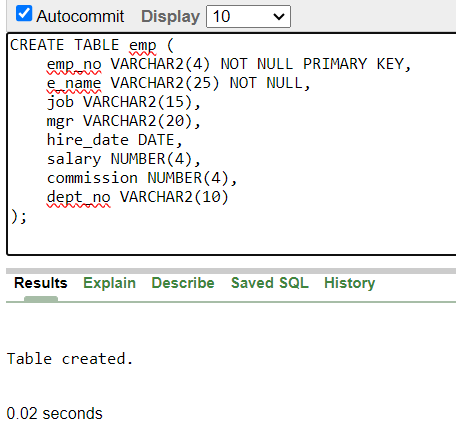 Autocommit Display 10
CREATE TABLE emp (
    emp_no VARCHAR2(4) NOT NULL PRIMARY KEY,
    e_name VARCHAR2(25) NOT NULL,
    job VARCHAR2(15),
    mgr VARCHAR2(20),
    hire_date DATE,
    salary NUMBER(4),
    commission NUMBER(4),
    dept_no VARCHAR2(10)
);
Results Explain Describe Saved SQL History
Table created.
0.02 seconds